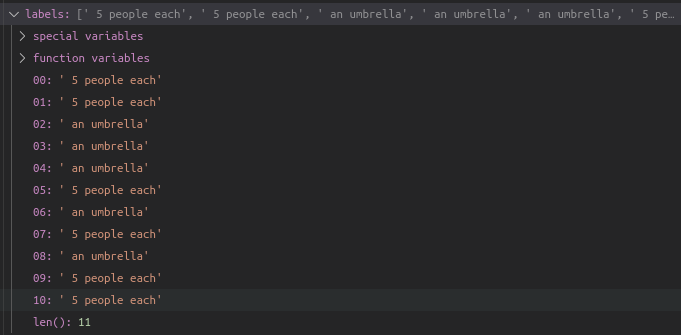 labels: [' 5 people each', ' 5 people each', ' an umbrella', ' an umbrella', ' an umbrella', ' 5 pe…
special variables
function variables
00: ' 5 people each'
01: ' 5 people each'
02: ' an umbrella'
03: ' an umbrella'
04: ' an umbrella'
05: ' 5 people each'
06: ' an umbrella'
07: ' 5 people each'
08: ' an umbrella'
09: ' 5 people each'
10: ' 5 people each'
len(): 11